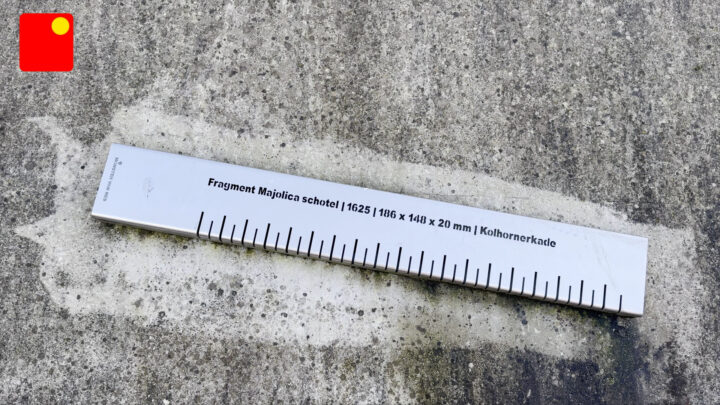 Fragment Majolica schotel | 1625 | 186 x 148 x 20 mm | Kolhornerkade